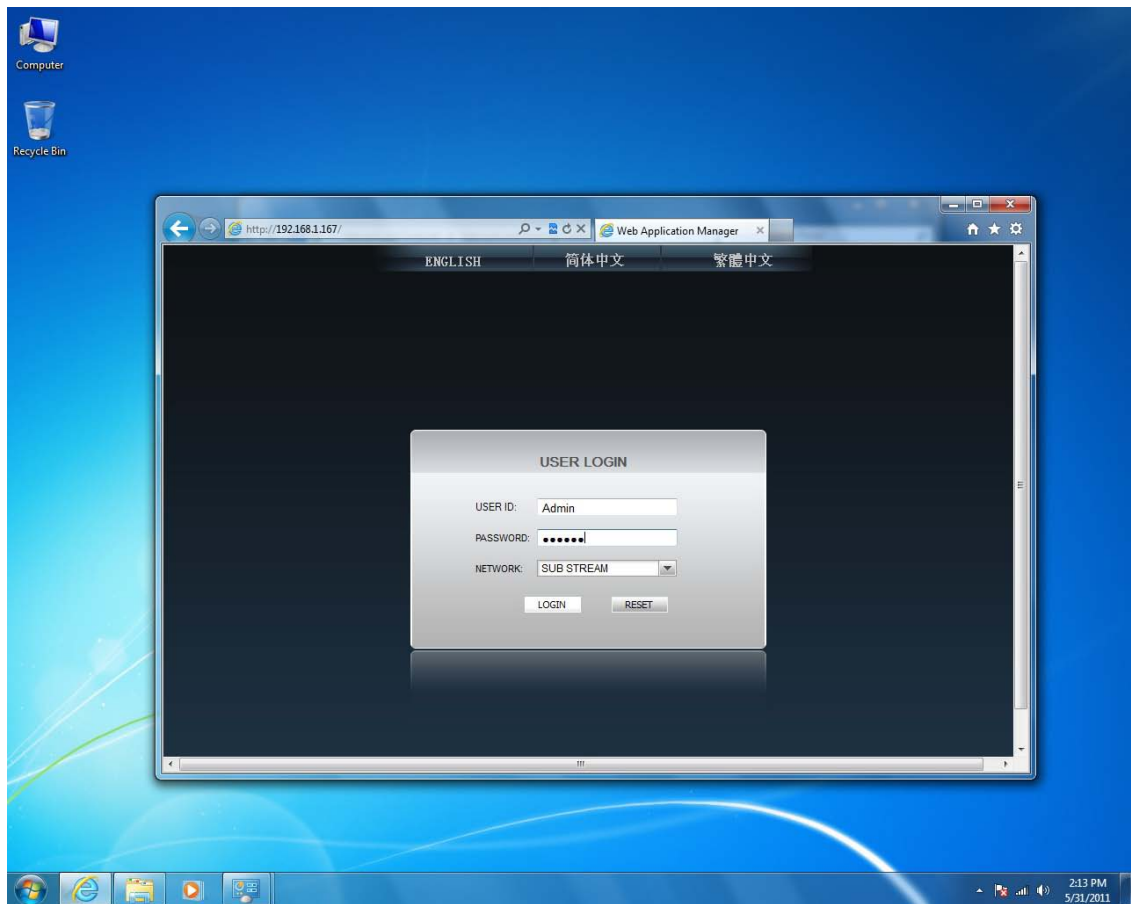 Computer
Recycle Bin
http://192.168.1.167/
Web Application Manager
ENGLISH 简体中文 繁體中文
USER LOGIN
USER ID: Admin
PASSWORD: ••••••
NETWORK: SUB STREAM
LOGIN RESET
2:13 PM
5/31/2011